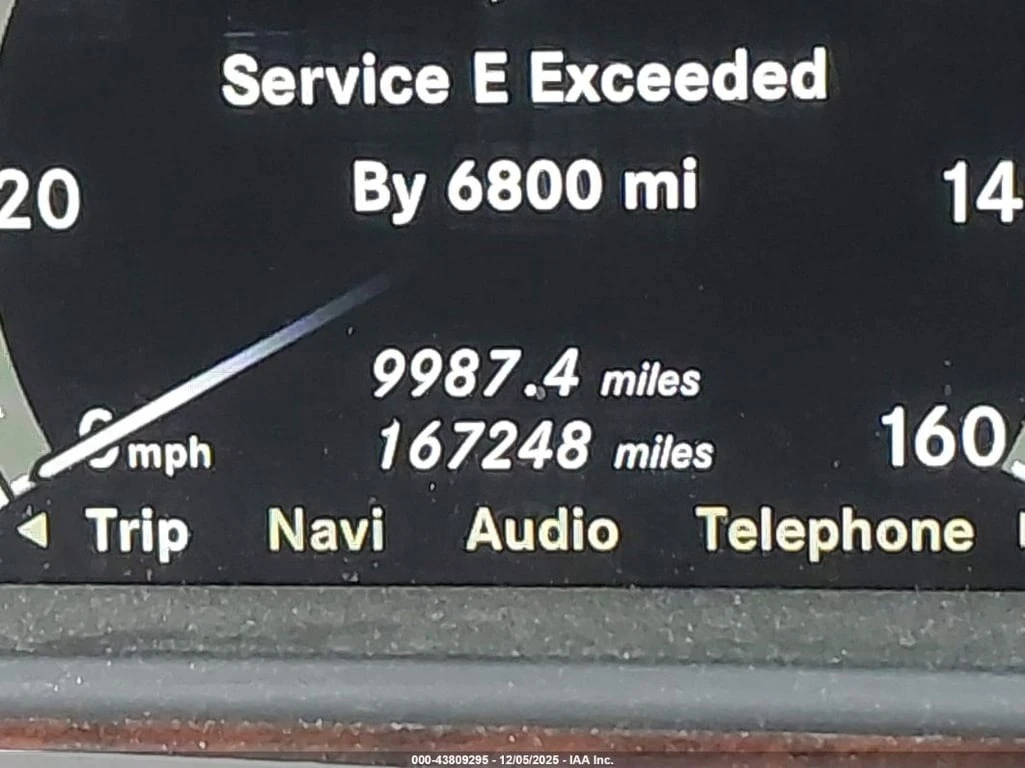 Service E Exceeded
By 6800 mi
20
14
9987.4 miles
167248 miles
0 mph
160
Trip Navi Audio Telephone
000-43809295 - 12/05/2025 - IAA Inc.